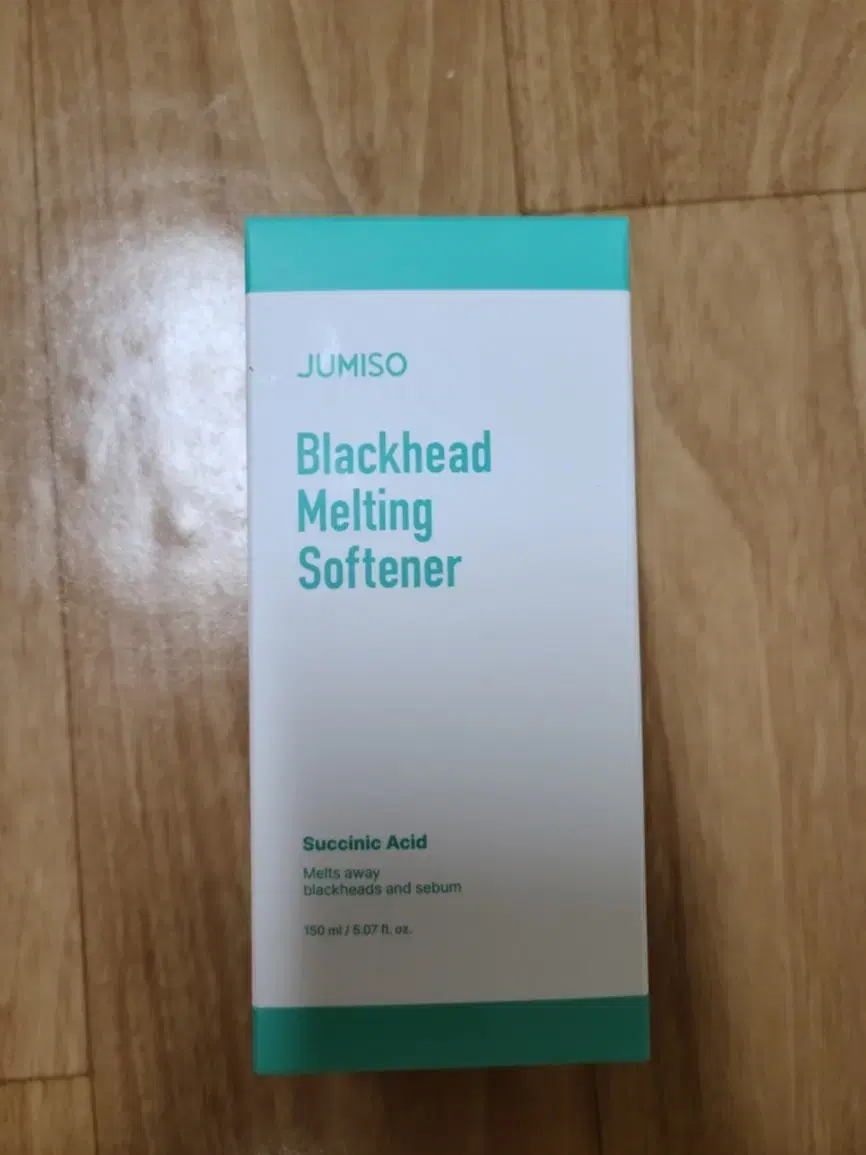 JUMISO
Blackhead
Melting
Softener
Succinic Acid
Melts away
blackheads and sebum
150 ml / 5.07 fl. oz.